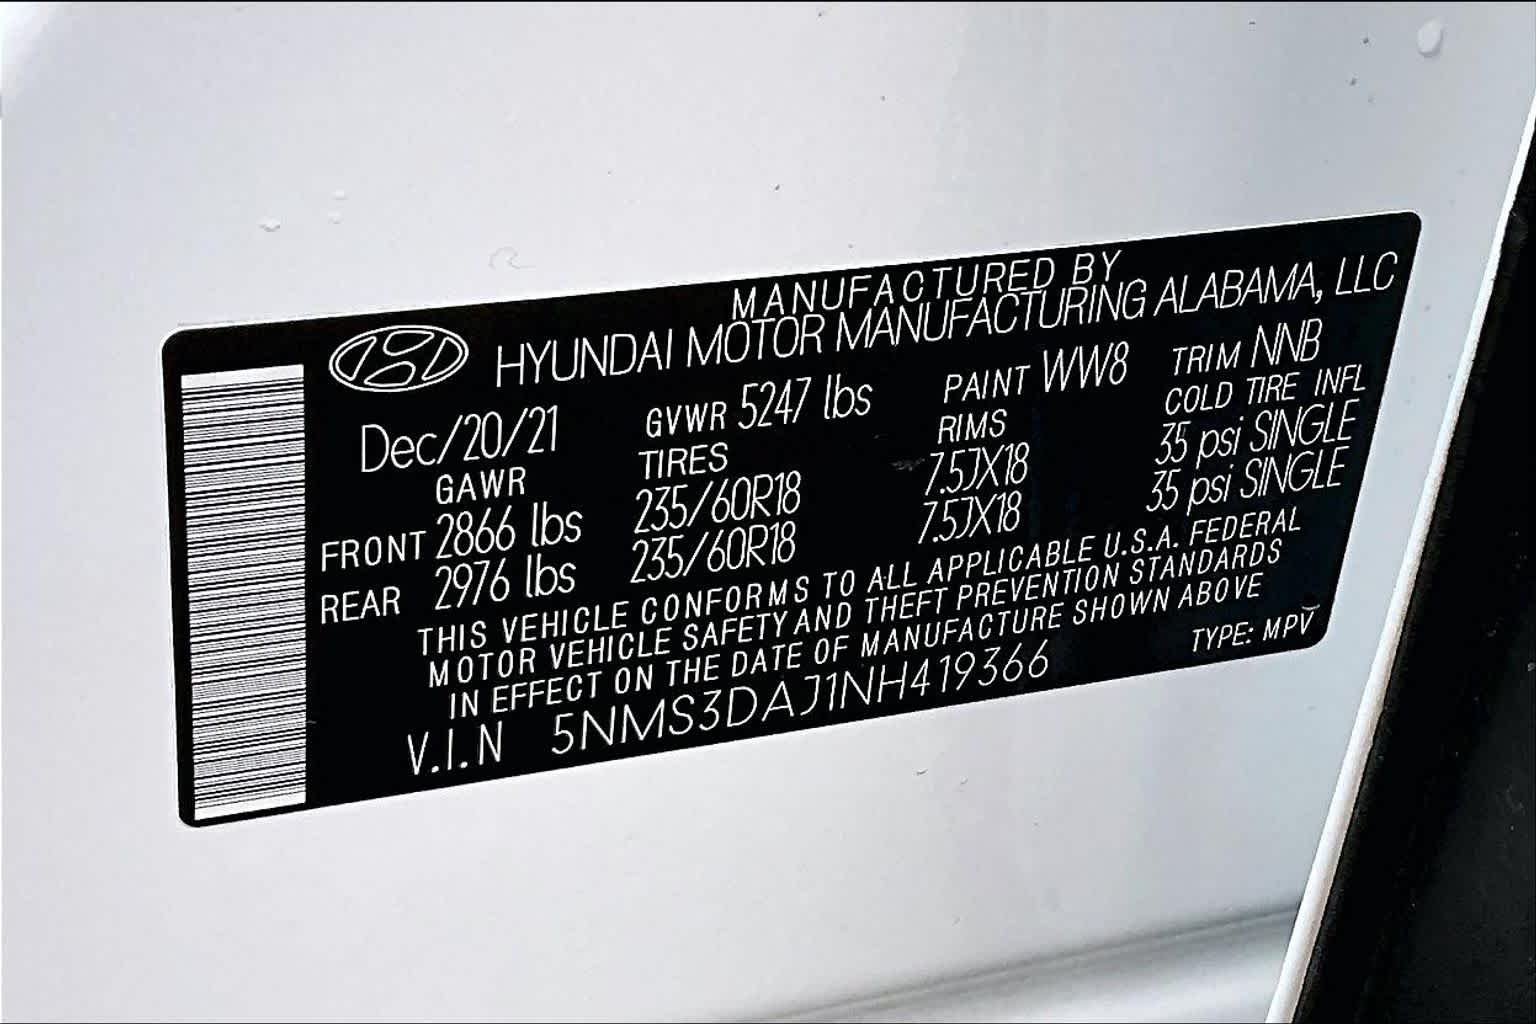 MANUFACTURED BY
HYUNDAI MOTOR MANUFACTURING ALABAMA, LLC
Dec/20/21 GVWR 5247 lbs PAINT WW8 TRIM NNB
GAWR TIRES RIMS COLD TIRE INFL
FRONT 2866 lbs 235/60R18 7.5JX18 35 psi SINGLE
REAR 2976 lbs 235/60R18 7.5JX18 35 psi SINGLE
THIS VEHICLE CONFORMS TO ALL APPLICABLE U.S.A. FEDERAL
MOTOR VEHICLE SAFETY AND THEFT PREVENTION STANDARDS
IN EFFECT ON THE DATE OF MANUFACTURE SHOWN ABOVE
V.I.N 5NMS3DAJ1NH419366 TYPE: MPV